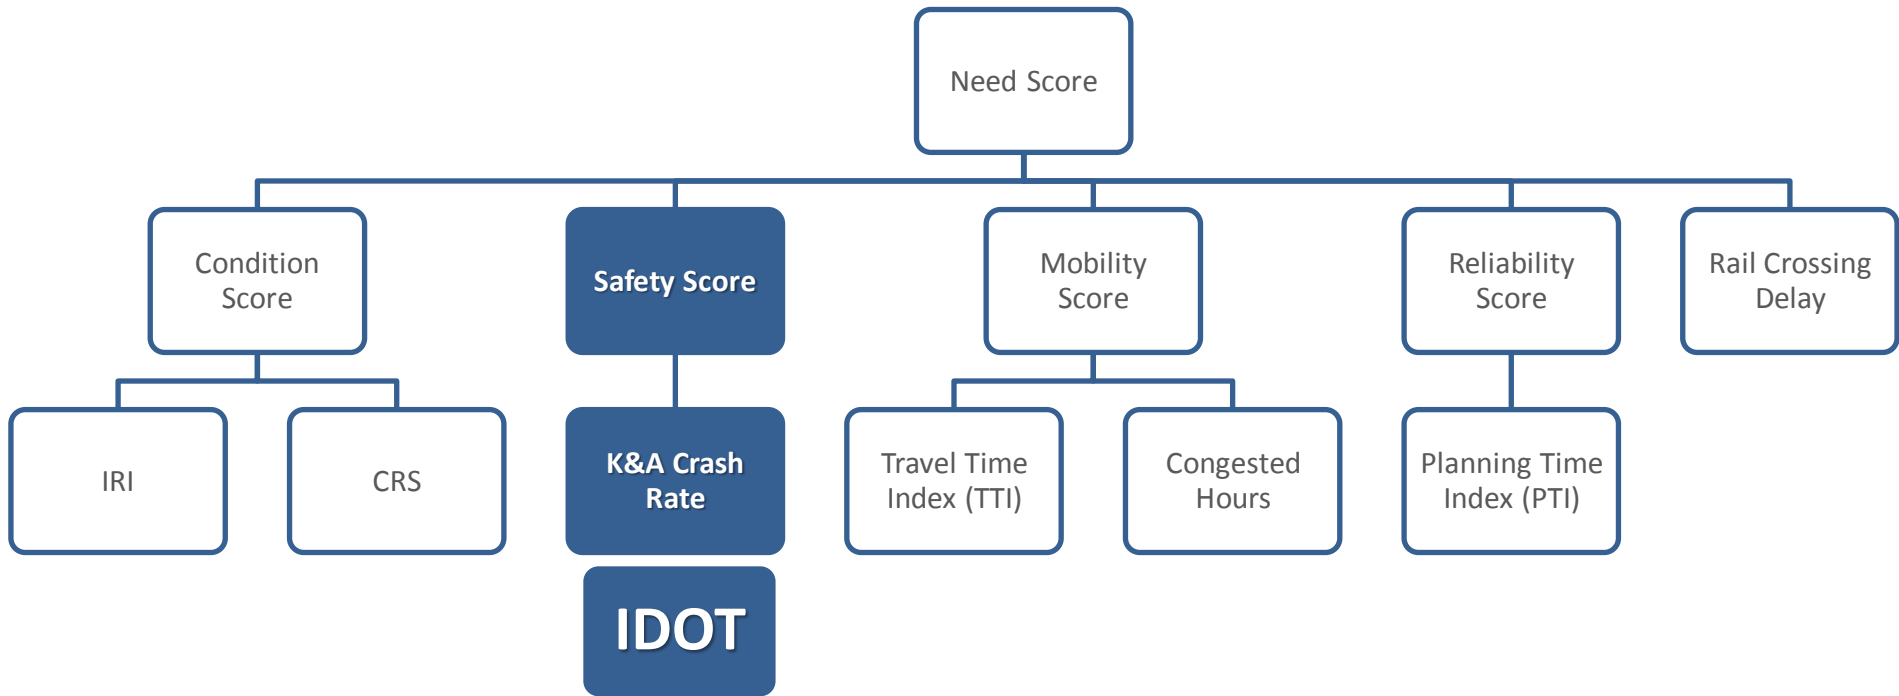 Need Score
Condition
Score
Safety Score
Mobility
Score
Reliability
Score
Rail Crossing
Delay
IRI
CRS
K&A Crash
Rate
Travel Time
Index (TTI)
Congested
Hours
Planning Time
Index (PTI)
IDOT